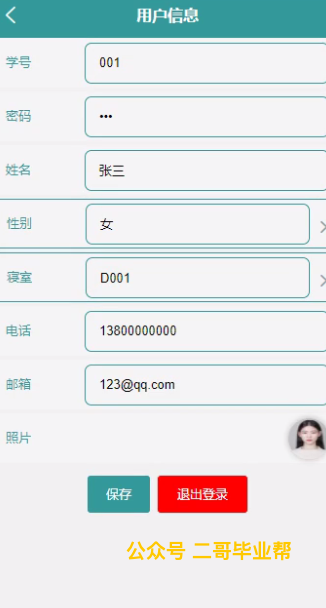 用户信息
学号 001
密码 •••
姓名 张三
性别 女
寝室 D001
电话 13800000000
邮箱 123@qq.com
照片
保存 退出登录
公众号 二哥毕业帮